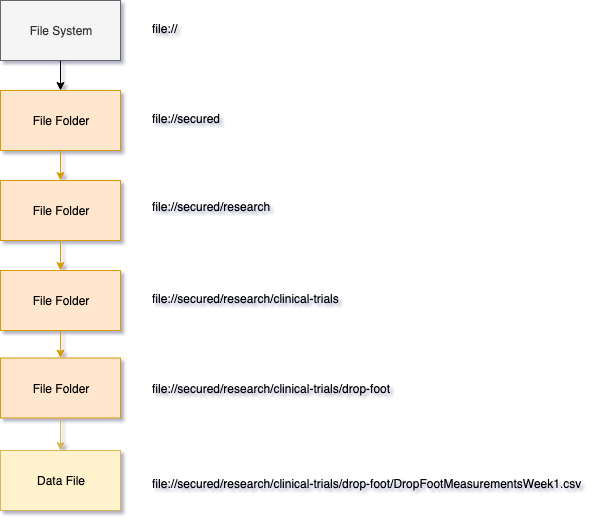 File System
file://
File Folder
file://secured
File Folder
file://secured/research
File Folder
file://secured/research/clinical-trials
File Folder
file://secured/research/clinical-trials/drop-foot
Data File
file://secured/research/clinical-trials/drop-foot/DropFootMeasurementsWeek1.csv